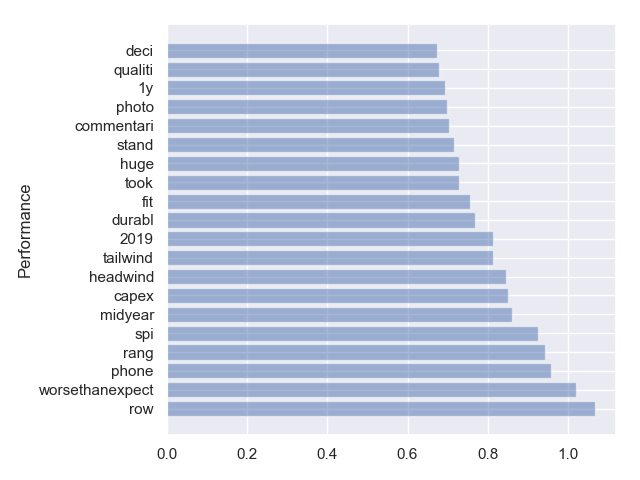 deci
qualiti
1y
photo
commentari
stand
huge
took
fit
durabl
2019
tailwind
headwind
capex
midyear
spi
rang
phone
worsethanexpect
row
Performance
0.0 0.2 0.4 0.6 0.8 1.0